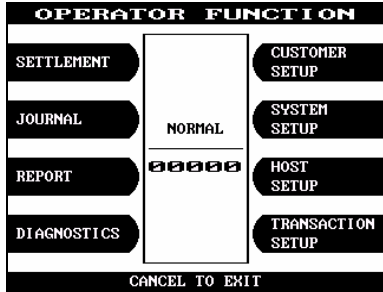 OPERATOR FUNCTION
SETTLEMENT
CUSTOMER
SETUP
JOURNAL
NORMAL
SYSTEM
SETUP
REPORT
00000
HOST
SETUP
DIAGNOSTICS
TRANSACTION
SETUP
CANCEL TO EXIT